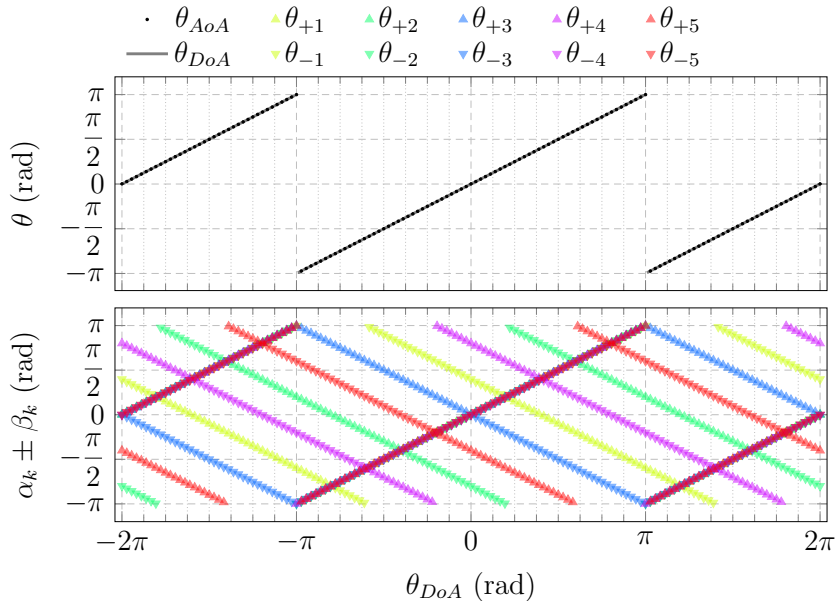 θ_AoA θ_{+1} θ_{+2} θ_{+3} θ_{+4} θ_{+5}
θ_DoA θ_{−1} θ_{−2} θ_{−3} θ_{−4} θ_{−5}
θ (rad)
π
π/2
0
−π/2
−π
α_k ± β_k (rad)
π
π/2
0
−π/2
−π
−2π −π 0 π 2π
θ_DoA (rad)